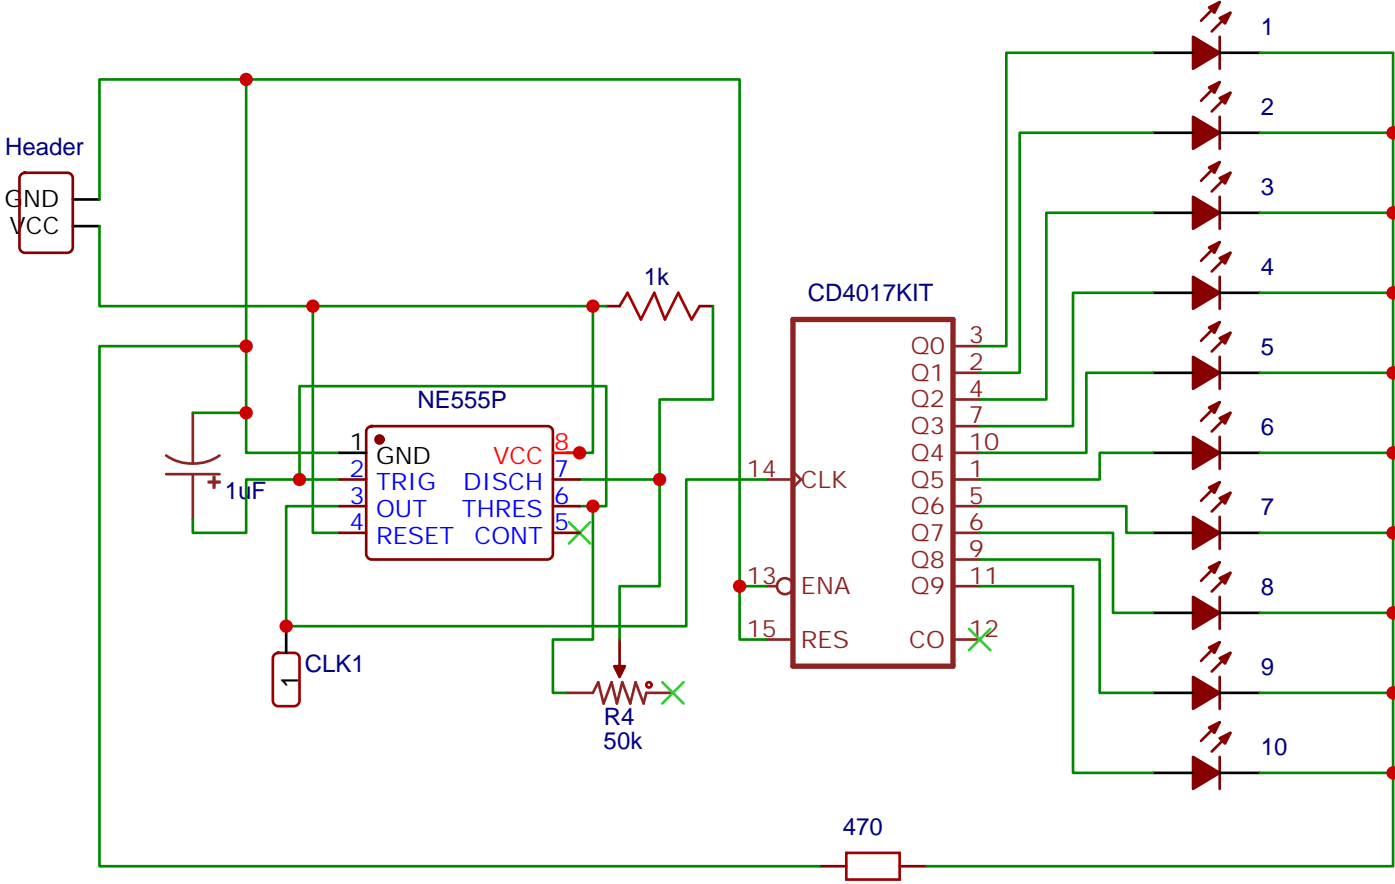 Header
GND
VCC
1k
NE555P
1 GND
2 TRIG
3 OUT
4 RESET
VCC 8
DISCH 7
THRES 6
CONT 5
+ 1uF
CLK1
1
R4
50k
CD4017KIT
14 CLK
13 ENA
15 RES
Q0 3
Q1 2
Q2 4
Q3 7
Q4 10
Q5 1
Q6 5
Q7 6
Q8 9
Q9 11
CO 12
1
2
3
4
5
6
7
8
9
10
470